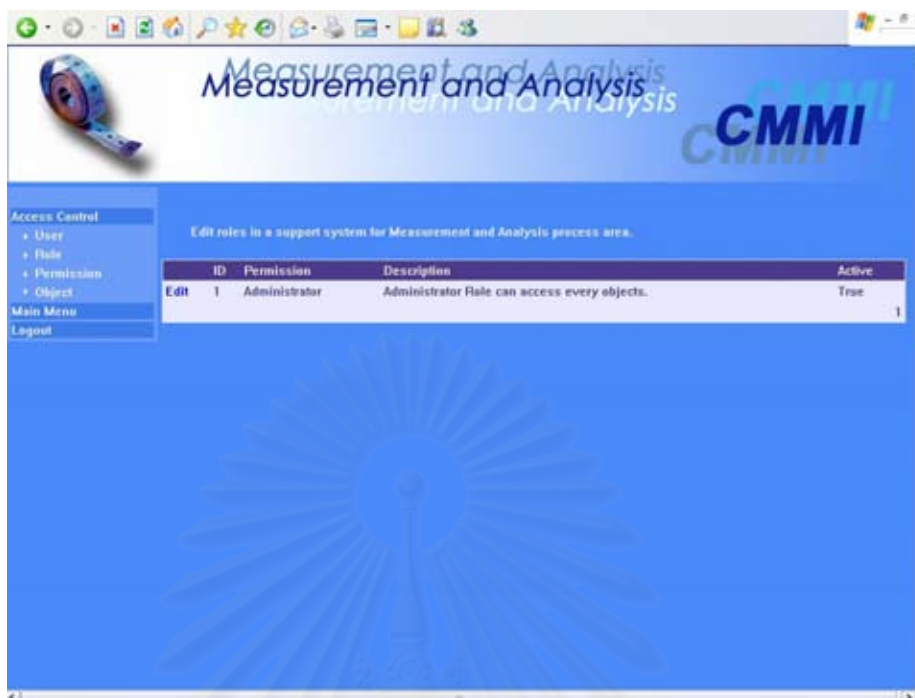 Measurement and Analysis
CMMI
Access Control
User
Role
Permission
Object
Main Menu
Logout
Edit roles in a support system for Measurement and Analysis process area.
ID Permission Description Active
Edit 1 Administrator Administrator Role can access every objects. True
1